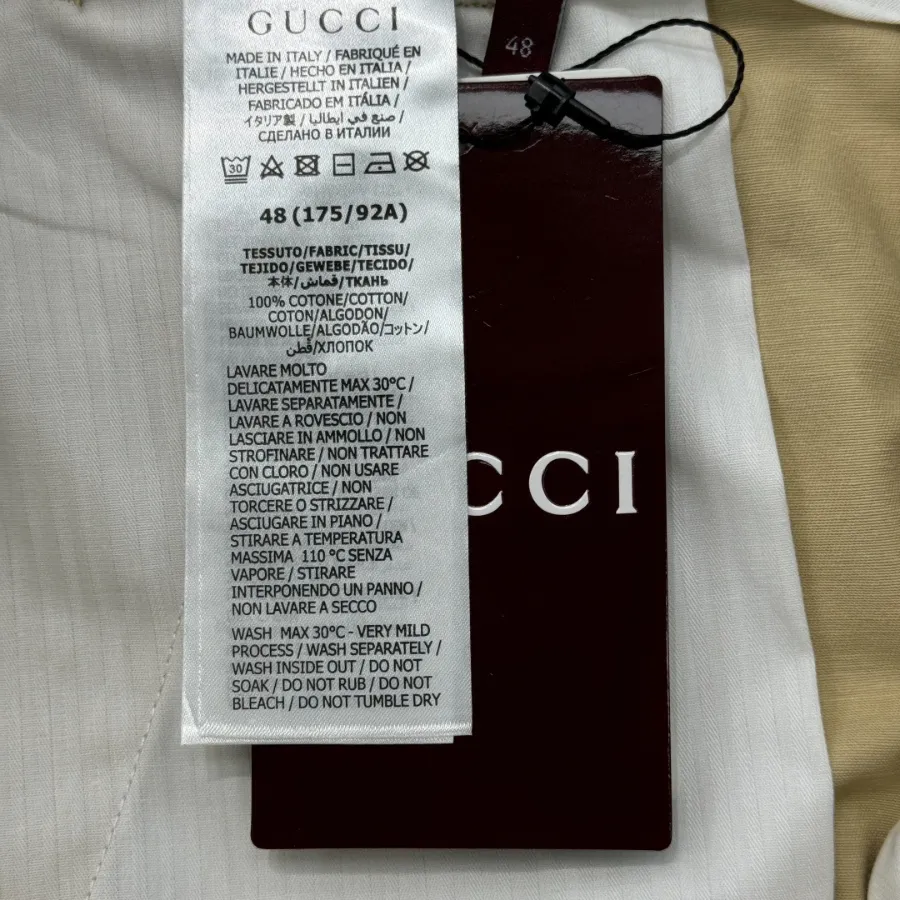 GUCCI
MADE IN ITALY / FABRIQUÉ EN
ITALIE / HECHO EN ITALIA /
HERGESTELLT IN ITALIEN /
FABRICADO EM ITÁLIA /
イタリア製 / صنع في ايطاليا /
СДЕЛАНО В ИТАЛИИ
30
48 (175/92A)
TESSUTO/FABRIC/TISSU/
TEJIDO/GEWEBE/TECIDO/
本体/قماش/ТКАНЬ
100% COTONE/COTTON/
COTON/ALGODON/
BAUMWOLLE/ALGODÃO/コットン/
قطن/ХЛОПОК
LAVARE MOLTO
DELICATAMENTE MAX 30°C /
LAVARE SEPARATAMENTE /
LAVARE A ROVESCIO / NON
LASCIARE IN AMMOLLO / NON
STROFINARE / NON TRATTARE
CON CLORO / NON USARE
ASCIUGATRICE / NON
TORCERE O STRIZZARE /
ASCIUGARE IN PIANO /
STIRARE A TEMPERATURA
MASSIMA 110 °C SENZA
VAPORE / STIRARE
INTERPONENDO UN PANNO /
NON LAVARE A SECCO
WASH MAX 30°C - VERY MILD
PROCESS / WASH SEPARATELY /
WASH INSIDE OUT / DO NOT
SOAK / DO NOT RUB / DO NOT
BLEACH / DO NOT TUMBLE DRY
48
CCI